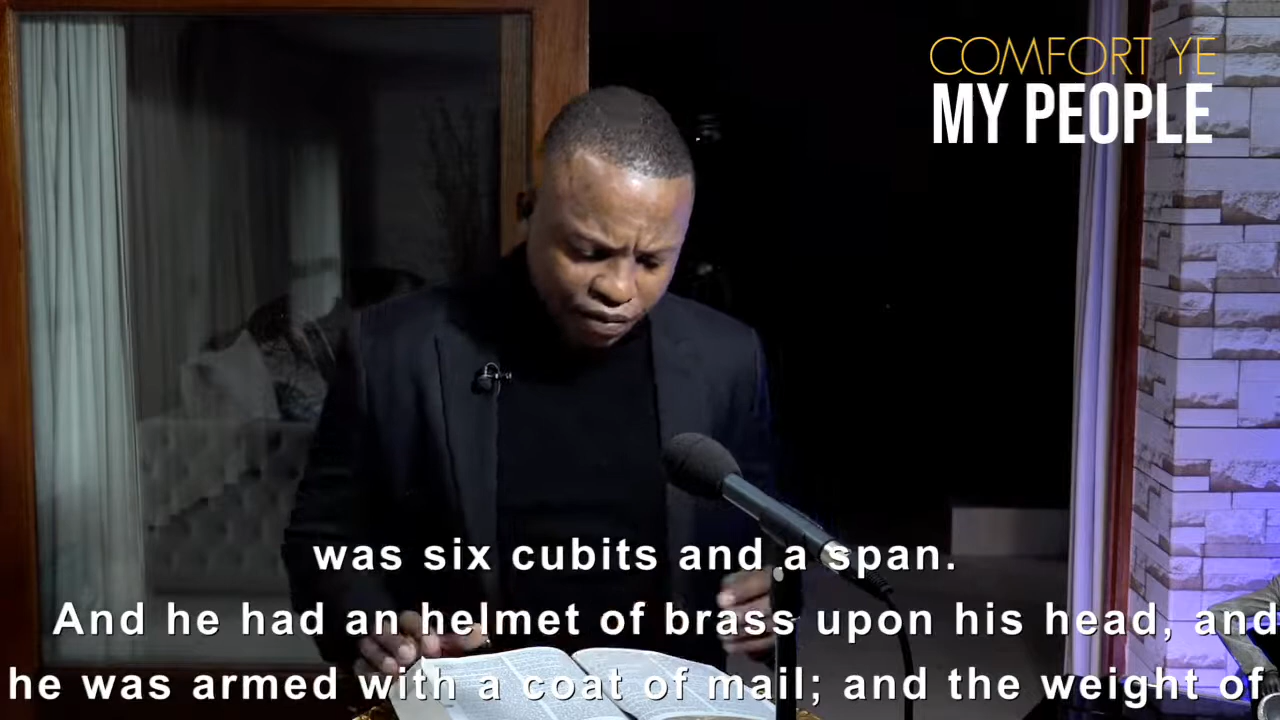 COMFORT YE
MY PEOPLE
was six cubits and a span.
And he had an helmet of brass upon his head, and
he was armed with a coat of mail; and the weight of